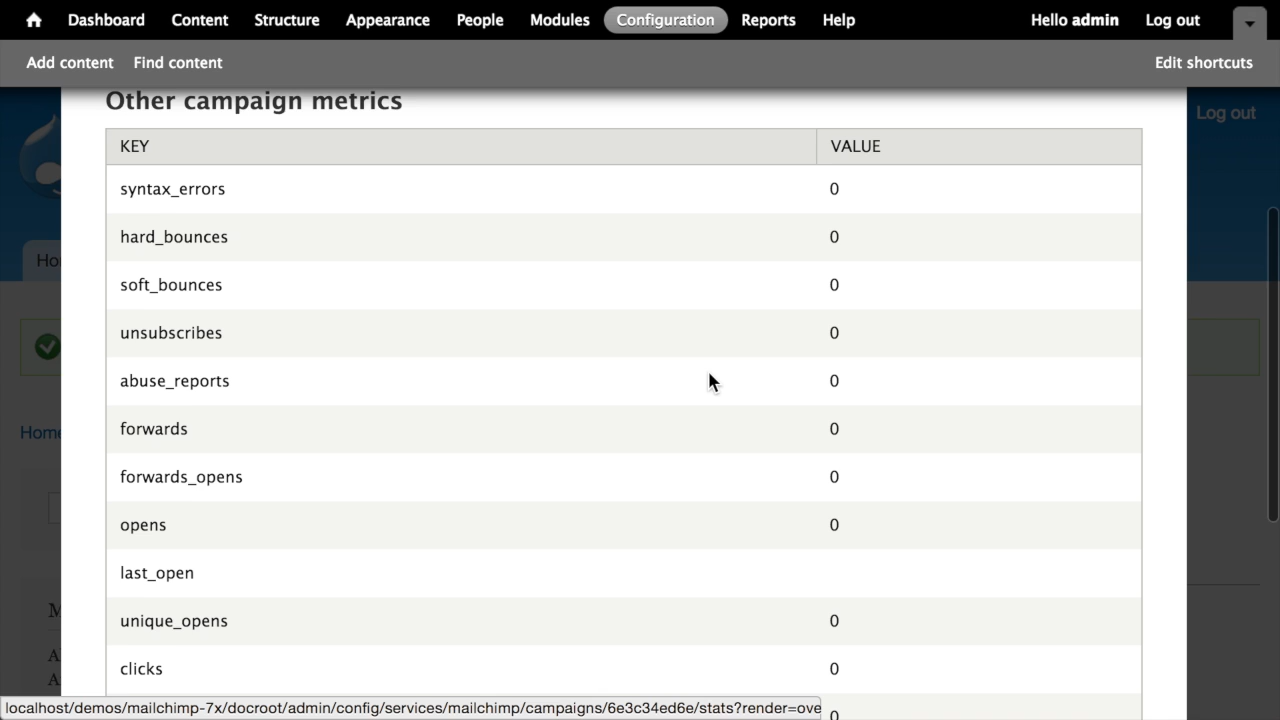 Dashboard Content Structure Appearance People Modules Configuration Reports Help Hello admin Log out
Add content Find content Edit shortcuts
Other campaign metrics
Log out
KEY VALUE
syntax_errors 0
hard_bounces 0
Ho
soft_bounces 0
unsubscribes 0
abuse_reports 0
forwards 0
Home
forwards_opens 0
opens 0
last_open
unique_opens 0
M
A
clicks 0
A
localhost/demos/mailchimp-7x/docroot/admin/config/services/mailchimp/campaigns/6e3c34ed6e/stats?render=ove
0